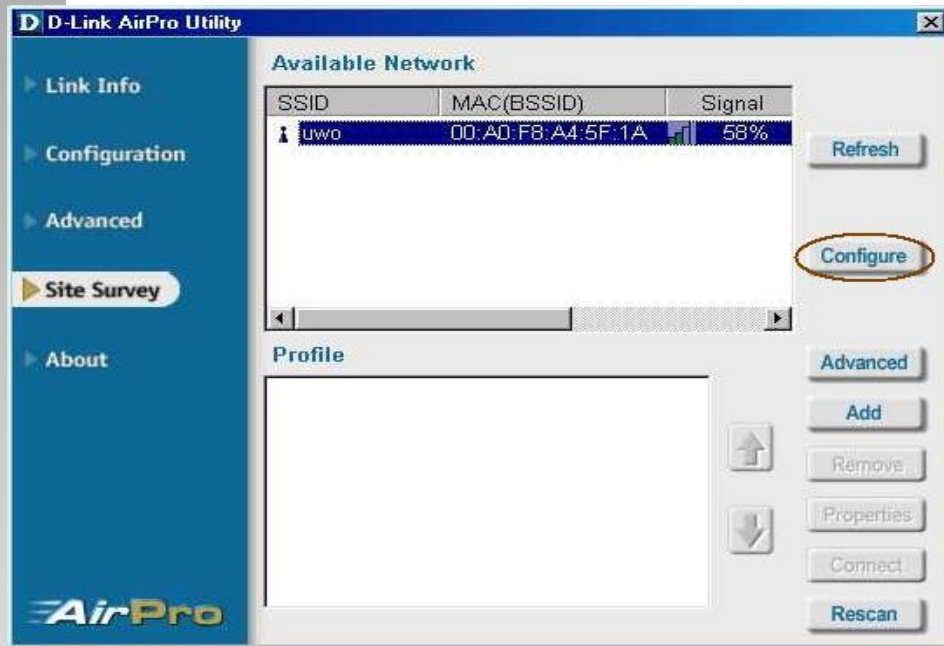 D D-Link AirPro Utility
Link Info
Configuration
Advanced
Site Survey
About
AirPro
Available Network
SSID MAC(BSSID) Signal
uwo 00:A0:F8:A4:5F:1A 58%
Refresh
Configure
Profile
Advanced
Add
Remove
Properties
Connect
Rescan